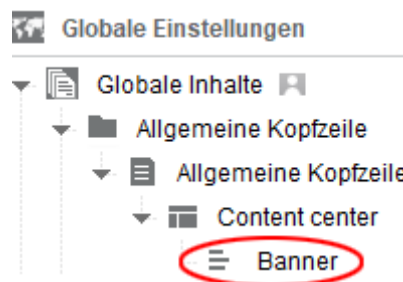 Globale Einstellungen
Globale Inhalte
Allgemeine Kopfzeile
Allgemeine Kopfzeile
Content center
Banner